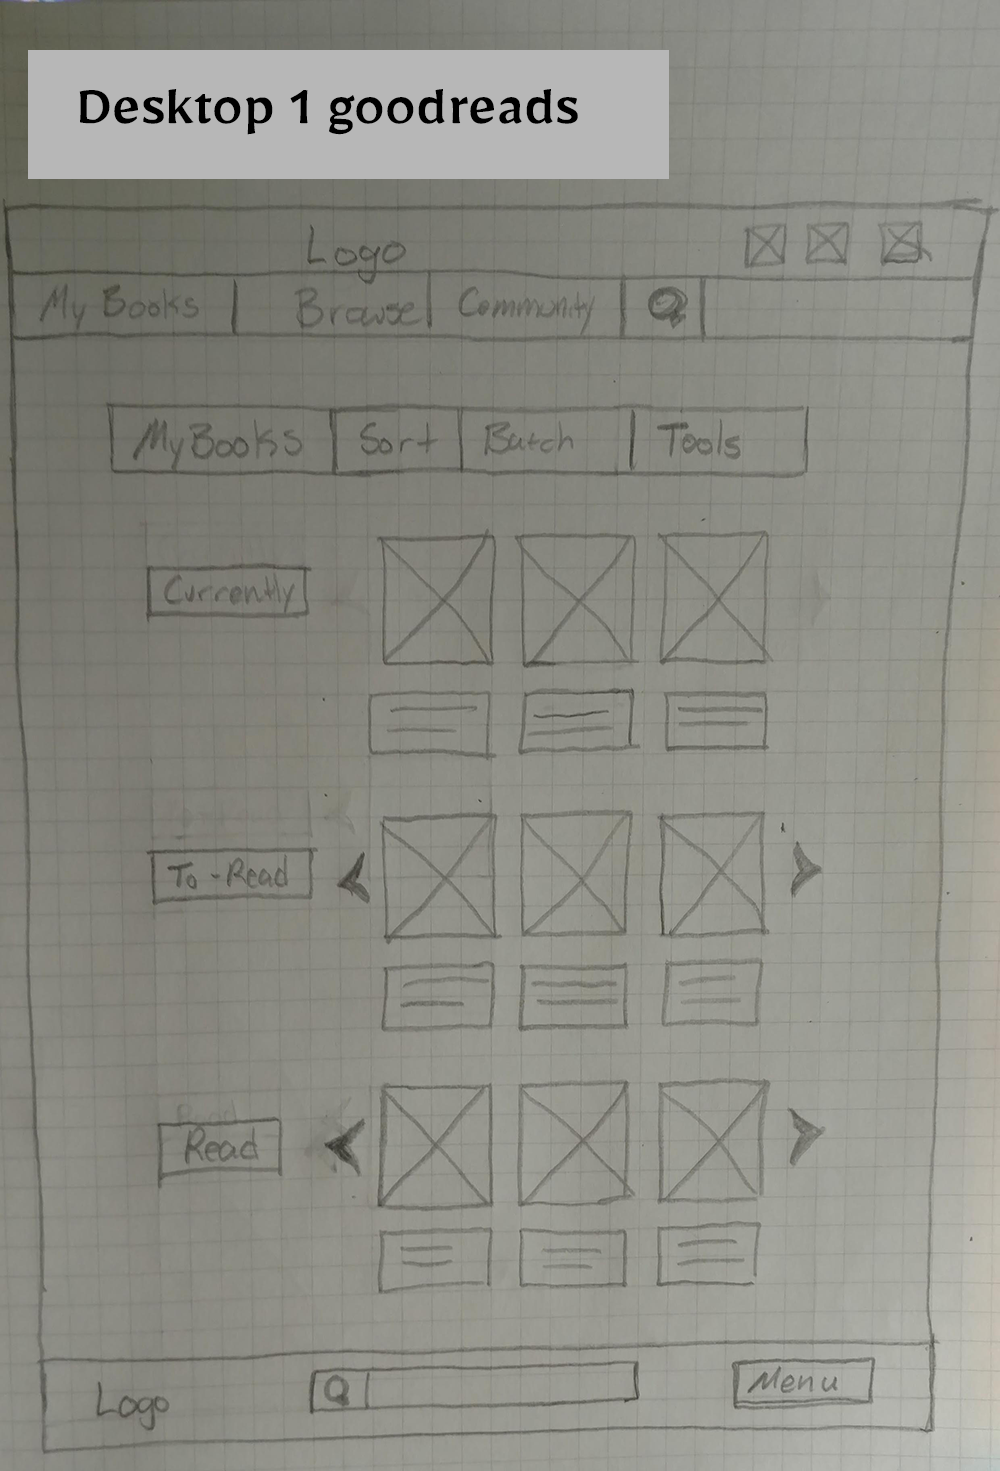 Desktop 1 goodreads
Logo
My Books Browse Community
My Books Sort Batch Tools
Currently
To-Read
Read
Logo Menu